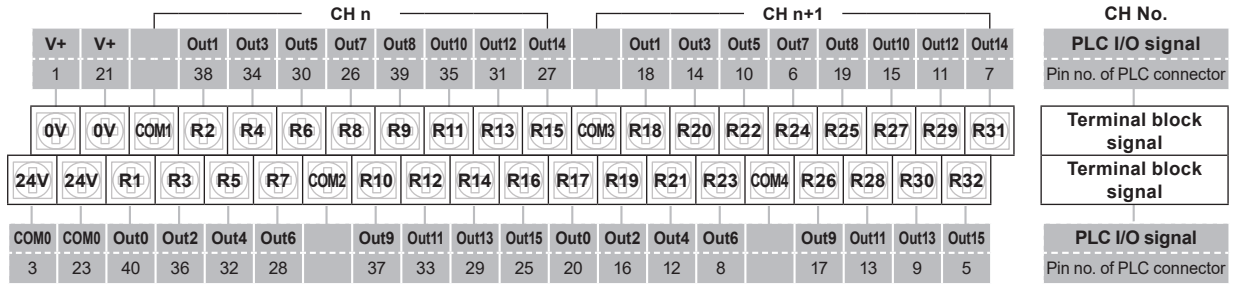 CH n CH n+1 CH No.
V+ V+ Out1 Out3 Out5 Out7 Out8 Out10 Out12 Out14 Out1 Out3 Out5 Out7 Out8 Out10 Out12 Out14 PLC I/O signal
1 21 38 34 30 26 39 35 31 27 18 14 10 6 19 15 11 7 Pin no. of PLC connector
0V 0V COM1 R2 R4 R6 R8 R9 R11 R13 R15 COM3 R18 R20 R22 R24 R25 R27 R29 R31 Terminal block
signal
24V 24V R1 R3 R5 R7 COM2 R10 R12 R14 R16 R17 R19 R21 R23 COM4 R26 R28 R30 R32 Terminal block
signal
COM0 COM0 Out0 Out2 Out4 Out6 Out9 Out11 Out13 Out15 Out0 Out2 Out4 Out6 Out9 Out11 Out13 Out15 PLC I/O signal
3 23 40 36 32 28 37 33 29 25 20 16 12 8 17 13 9 5 Pin no. of PLC connector